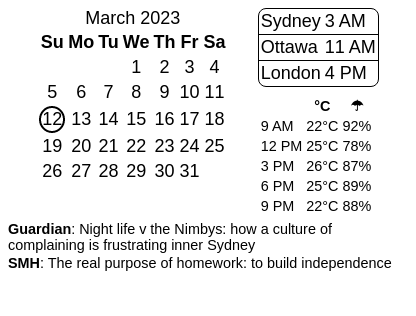 March 2023
Su Mo Tu We Th Fr Sa
1 2 3 4
5 6 7 8 9 10 11
12 13 14 15 16 17 18
19 20 21 22 23 24 25
26 27 28 29 30 31
Sydney 3 AM
Ottawa 11 AM
London 4 PM
°C ☂
9 AM 22°C 92%
12 PM 25°C 78%
3 PM 26°C 87%
6 PM 25°C 89%
9 PM 22°C 88%
Guardian: Night life v the Nimbys: how a culture of
complaining is frustrating inner Sydney
SMH: The real purpose of homework: to build independence